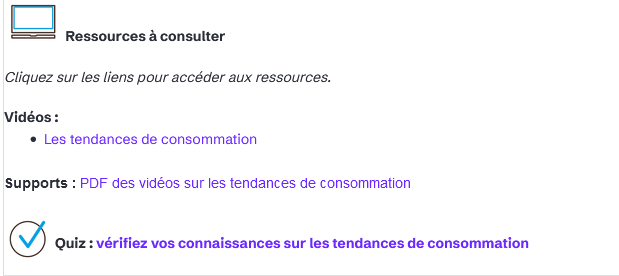 Ressources à consulter
Cliquez sur les liens pour accéder aux ressources.
Vidéos :
• Les tendances de consommation
Supports : PDF des vidéos sur les tendances de consommation
Quiz : vérifiez vos connaissances sur les tendances de consommation